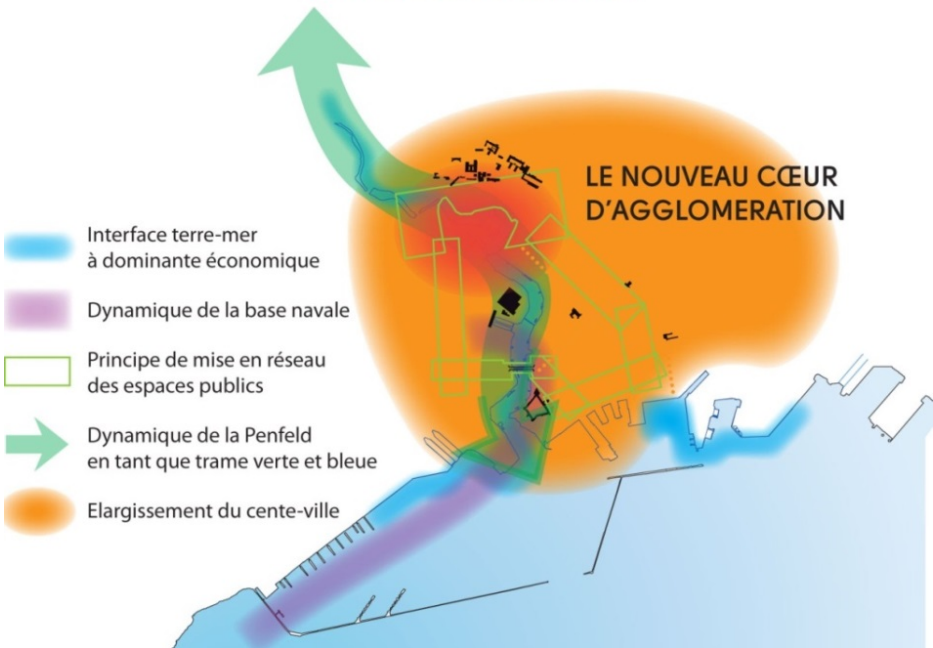 LE NOUVEAU CŒUR
D'AGGLOMERATION
Interface terre-mer
à dominante économique
Dynamique de la base navale
Principe de mise en réseau
des espaces publics
Dynamique de la Penfeld
en tant que trame verte et bleue
Elargissement du cente-ville